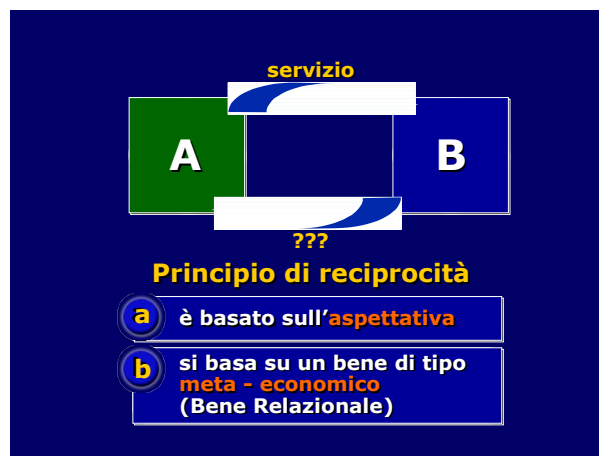 servizio
A
B
???
Principio di reciprocità
a
è basato sull’aspettativa
b
si basa su un bene di tipo
meta - economico
(Bene Relazionale)